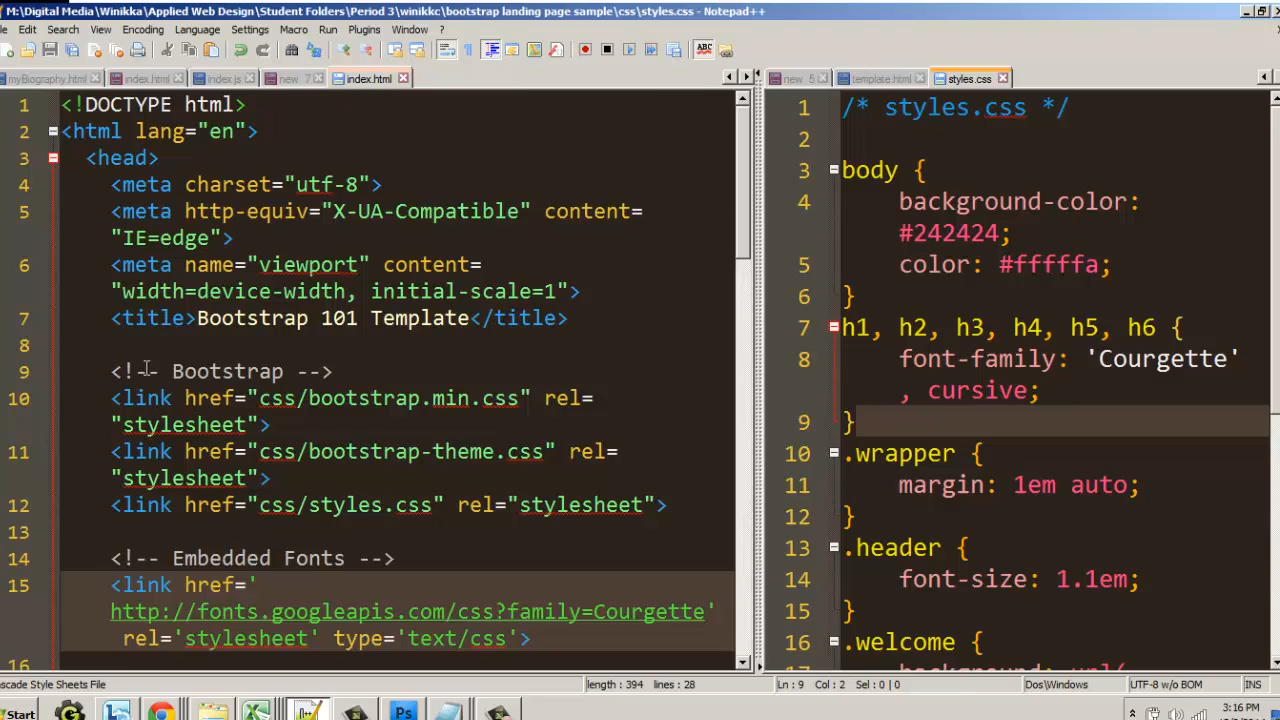 M:\Digital Media\Winikka\Applied Web Design\Student Folders\Period 3\winikkc\bootstrap landing page sample\css\styles.css - Notepad++
Edit Search View Encoding Language Settings Macro Run Plugins Window ?
ABC
myBiography.html index.html index.js new 7 index.html
new 5 template.html styles.css
1 <!DOCTYPE html>
2 <html lang="en">
3 <head>
4 <meta charset="utf-8">
5 <meta http-equiv="X-UA-Compatible" content=
"IE=edge">
6 <meta name="viewport" content=
"width=device-width, initial-scale=1">
7 <title>Bootstrap 101 Template</title>
8
9 <!-- Bootstrap -->
10 <link href="css/bootstrap.min.css" rel=
"stylesheet">
11 <link href="css/bootstrap-theme.css" rel=
"stylesheet">
12 <link href="css/styles.css" rel="stylesheet">
13
14 <!-- Embedded Fonts -->
15 <link href='
http://fonts.googleapis.com/css?family=Courgette'
rel='stylesheet' type='text/css'>
16
1 /* styles.css */
2
3 body {
4 background-color:
#242424;
5 color: #fffffa;
6 }
7 h1, h2, h3, h4, h5, h6 {
8 font-family: 'Courgette'
, cursive;
9 }
10 .wrapper {
11 margin: 1em auto;
12 }
13 .header {
14 font-size: 1.1em;
15 }
16 .welcome {
17 background: url(
ascade Style Sheets File length : 394 lines : 28 Ln : 9 Col : 2 Sel : 0 | 0 Dos\Windows UTF-8 w/o BOM INS
Start Ps 3:16 PM